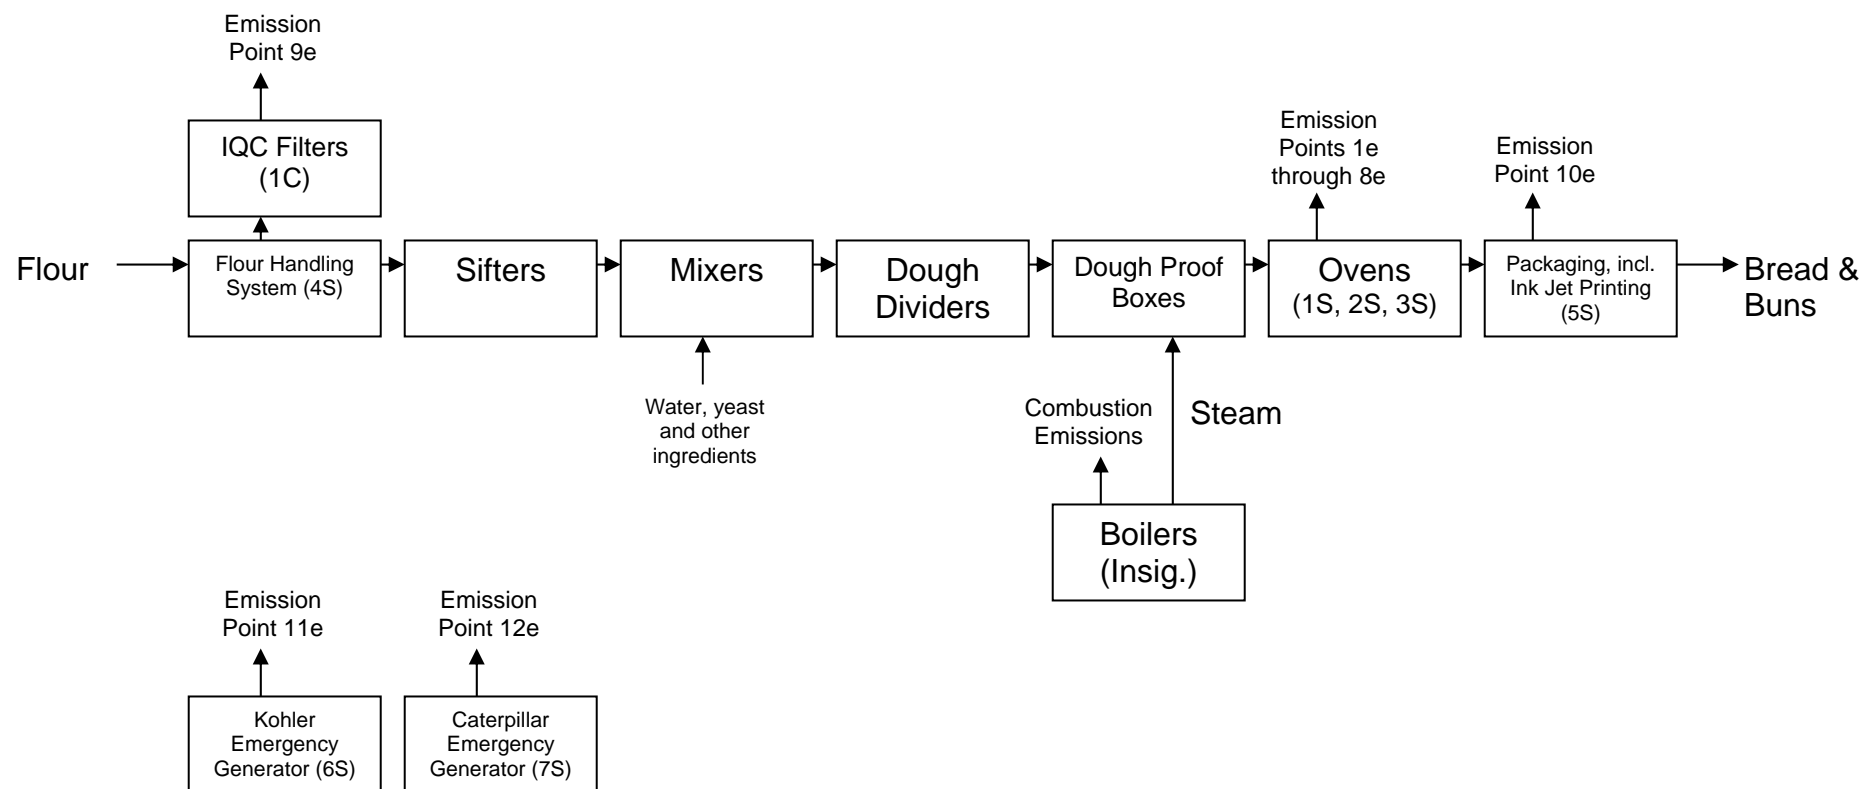 Emission
Point 9e
IQC Filters
(1C)
Emission
Points 1e
through 8e
Emission
Point 10e
Flour
Flour Handling
System (4S)
Sifters
Mixers
Dough
Dividers
Dough Proof
Boxes
Ovens
(1S, 2S, 3S)
Packaging, incl.
Ink Jet Printing
(5S)
Bread &
Buns
Water, yeast
and other
ingredients
Combustion
Emissions
Steam
Boilers
(Insig.)
Emission
Point 11e
Emission
Point 12e
Kohler
Emergency
Generator (6S)
Caterpillar
Emergency
Generator (7S)